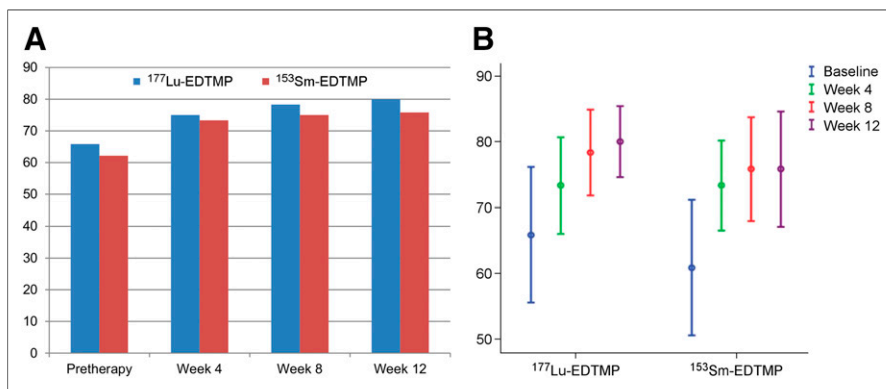 A
90
80
70
60
50
40
30
20
10
0
¹⁷⁷Lu-EDTMP ¹⁵³Sm-EDTMP
Pretherapy Week 4 Week 8 Week 12
B
90
80
70
60
50
Baseline
Week 4
Week 8
Week 12
¹⁷⁷Lu-EDTMP ¹⁵³Sm-EDTMP